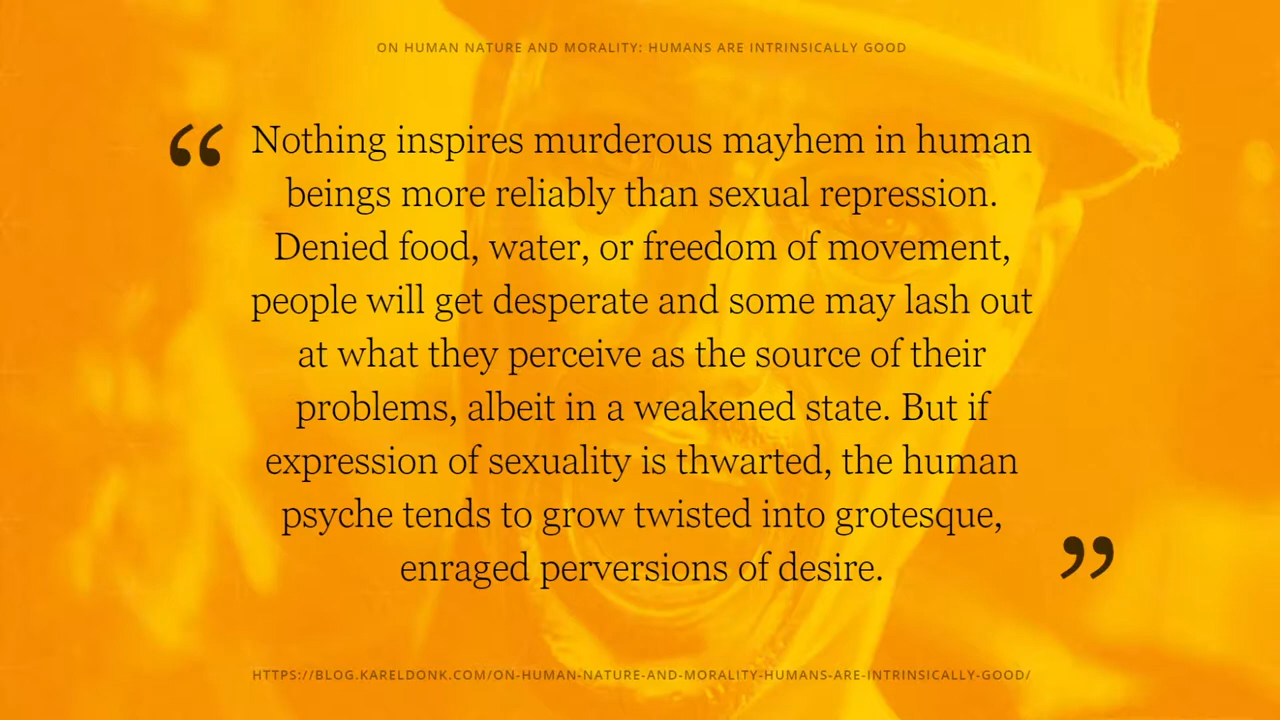 ON HUMAN NATURE AND MORALITY: HUMANS ARE INTRINSICALLY GOOD
“ Nothing inspires murderous mayhem in human
beings more reliably than sexual repression.
Denied food, water, or freedom of movement,
people will get desperate and some may lash out
at what they perceive as the source of their
problems, albeit in a weakened state. But if
expression of sexuality is thwarted, the human
psyche tends to grow twisted into grotesque,
enraged perversions of desire. ”
HTTPS://BLOG.KARELDONK.COM/ON-HUMAN-NATURE-AND-MORALITY-HUMANS-ARE-INTRINSICALLY-GOOD/